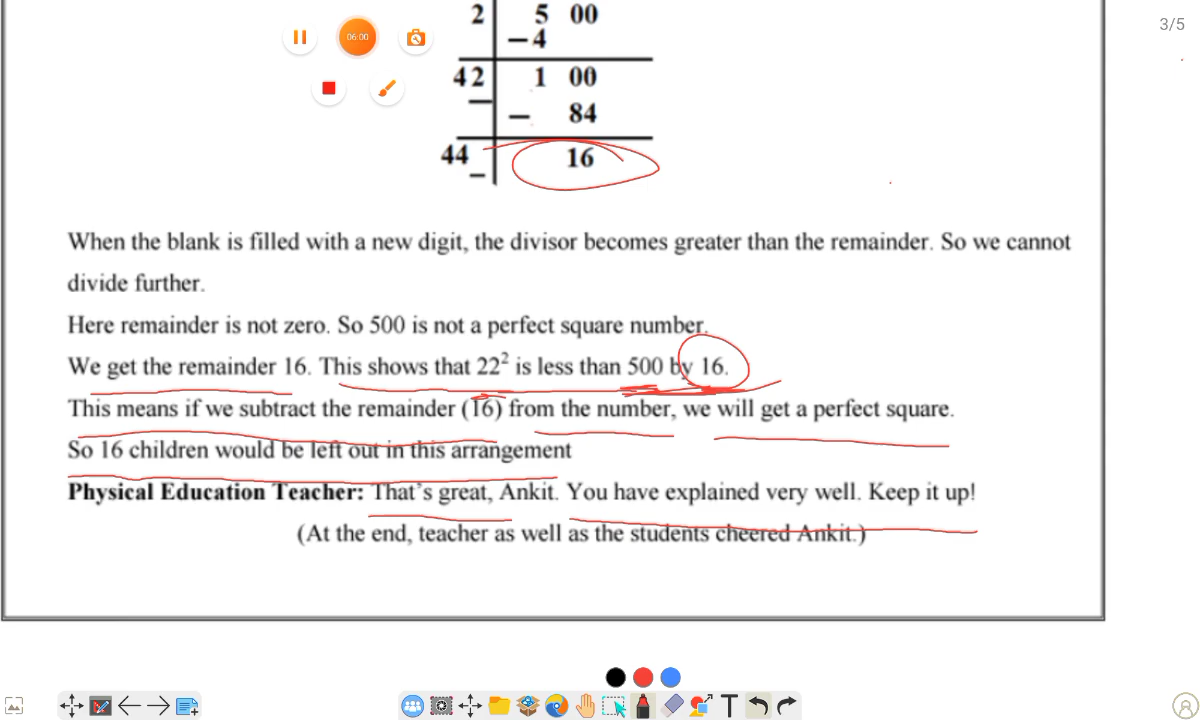 06:00
3/5
2 5 00
−4
42 1 00
− 84
44 16
When the blank is filled with a new digit, the divisor becomes greater than the remainder. So we cannot
divide further.
Here remainder is not zero. So 500 is not a perfect square number.
We get the remainder 16. This shows that 22² is less than 500 by 16.
This means if we subtract the remainder (16) from the number, we will get a perfect square.
So 16 children would be left out in this arrangement
Physical Education Teacher: That's great, Ankit. You have explained very well. Keep it up!
(At the end, teacher as well as the students cheered Ankit.)